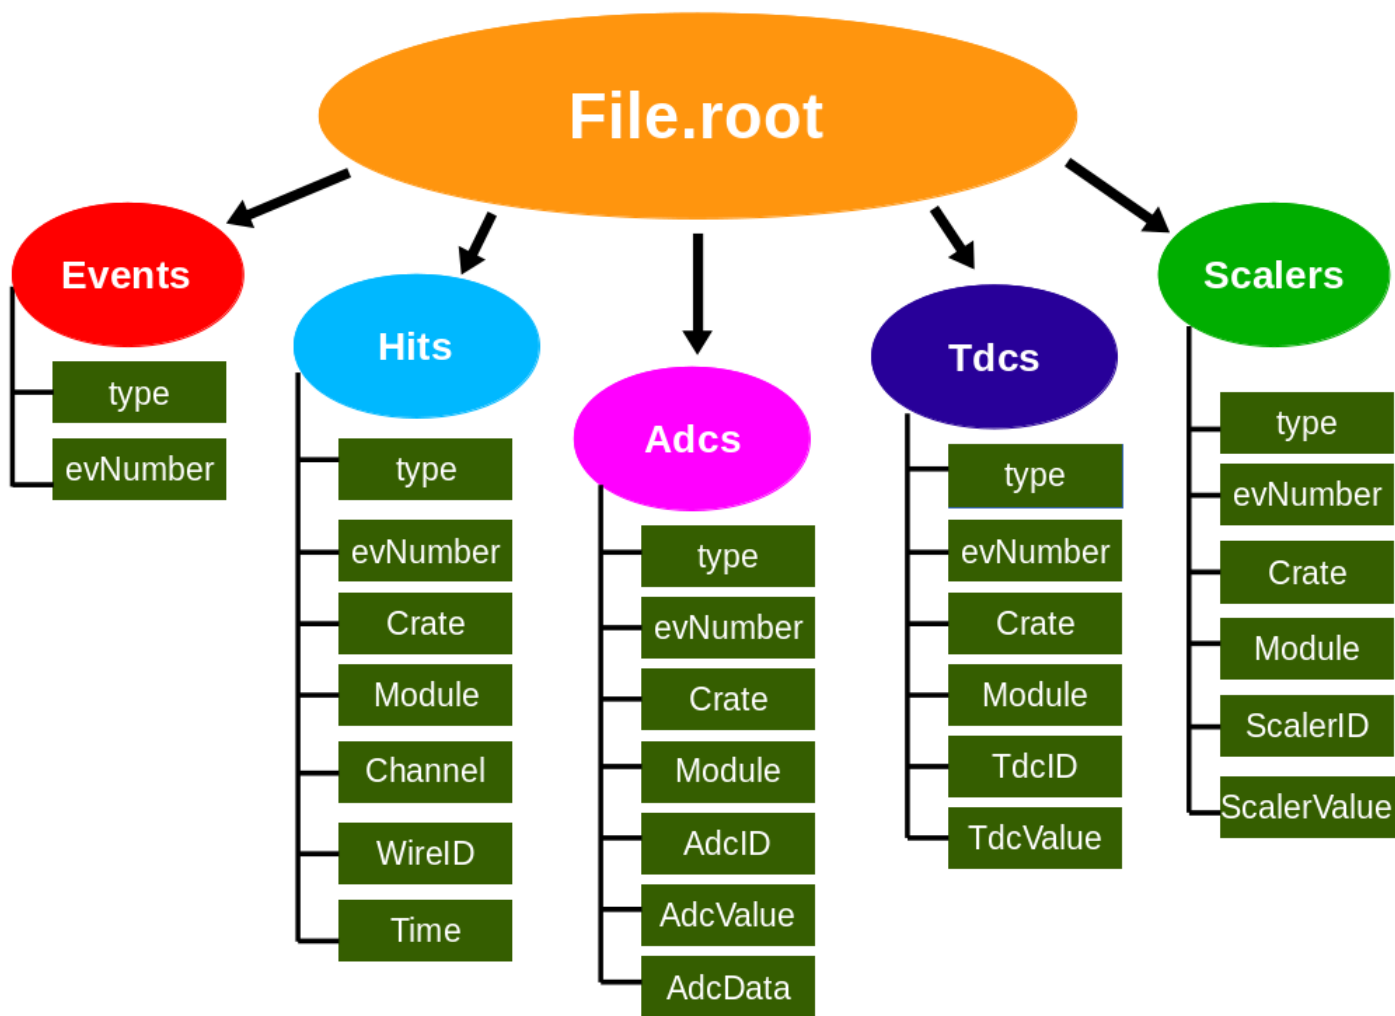 File.root
Events
type
evNumber
Hits
type
evNumber
Crate
Module
Channel
WireID
Time
Adcs
type
evNumber
Crate
Module
AdcID
AdcValue
AdcData
Tdcs
type
evNumber
Crate
Module
TdcID
TdcValue
Scalers
type
evNumber
Crate
Module
ScalerID
ScalerValue